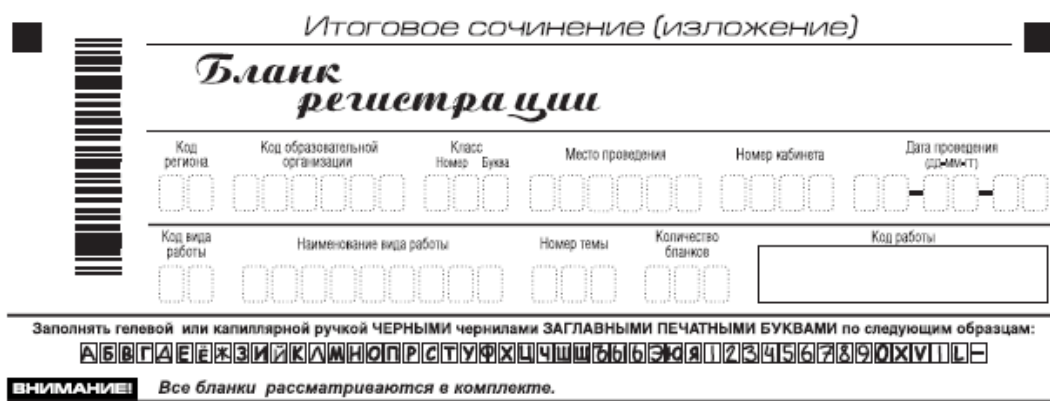 Итоговое сочинение (изложение)
Бланк
регистрации
Код региона
Код образовательной организации
Класс
Номер Буква
Место проведения
Номер кабинета
Дата проведения
(ДД-ММ-ГГ)
Код вида работы
Наименование вида работы
Номер темы
Количество бланков
Код работы
Заполнять гелевой или капиллярной ручкой ЧЕРНЫМИ чернилами ЗАГЛАВНЫМИ ПЕЧАТНЫМИ БУКВАМИ по следующим образцам:
АБВГДЕЁЖЗИЙКЛМНОПРСТУФХЦЧШЩЪЫЬЭЮЯ1234567890XVIL-
ВНИМАНИЕ! Все бланки рассматриваются в комплекте.